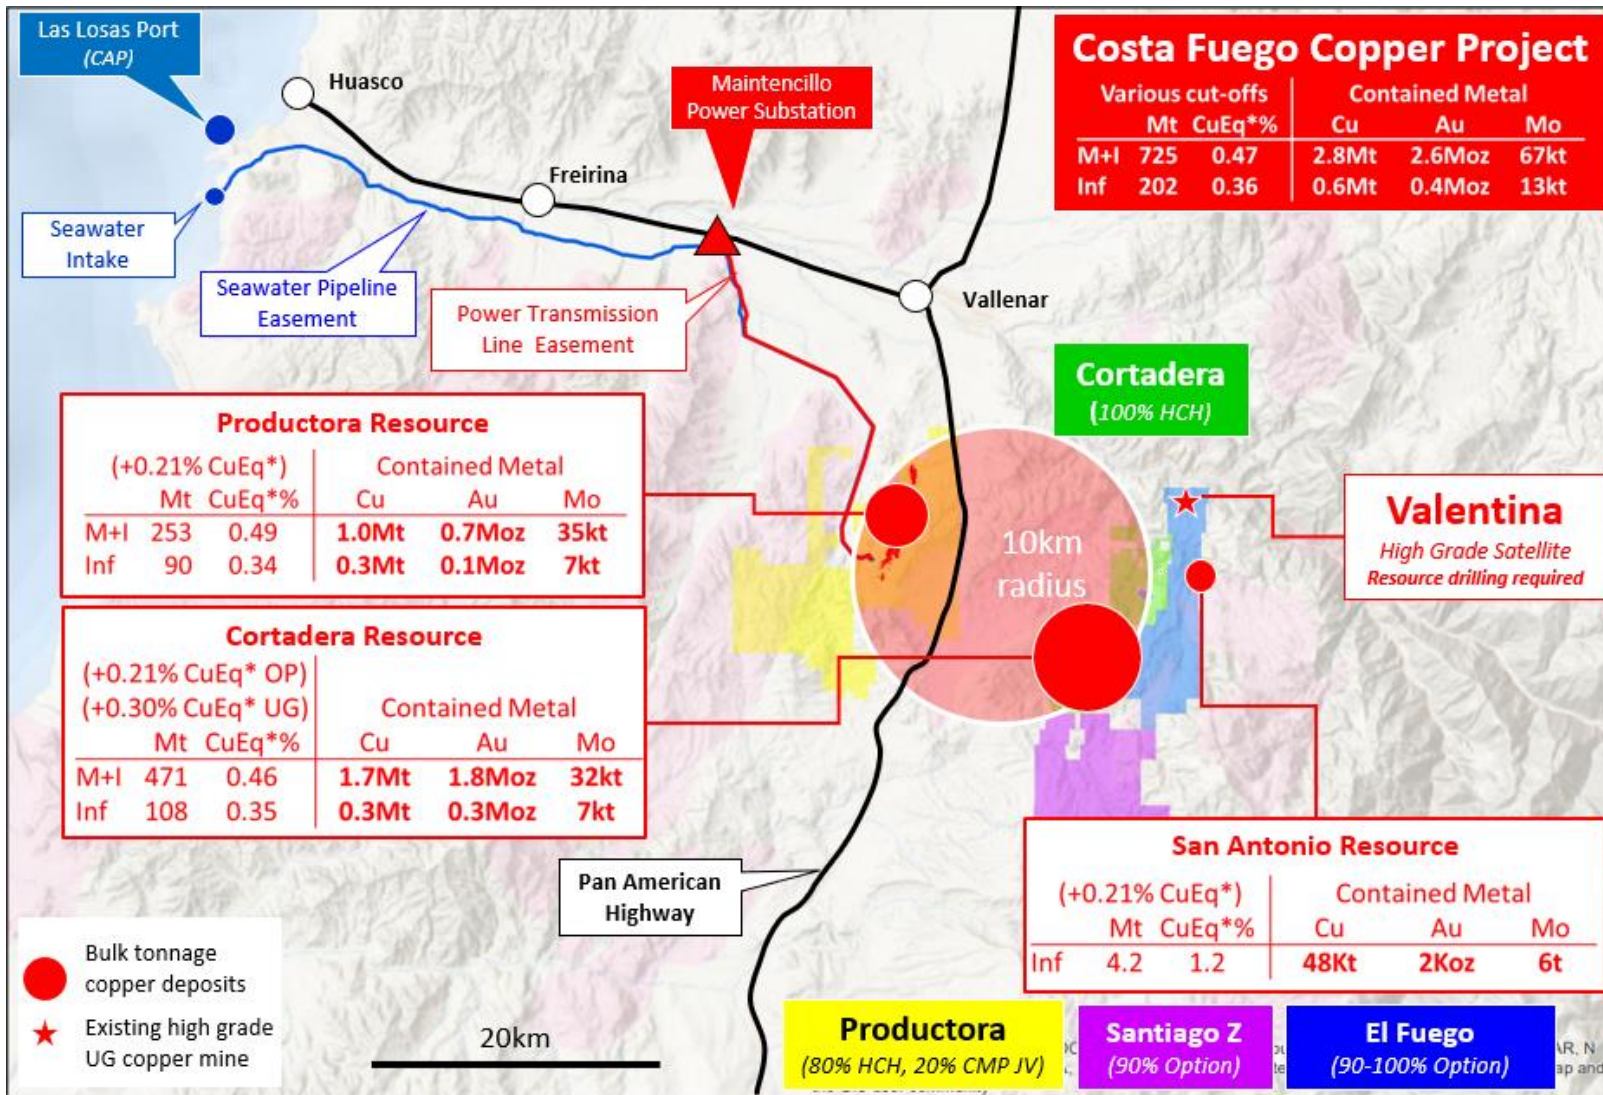 Las Losas Port
(CAP)
Huasco
Maintencillo
Power Substation
Costa Fuego Copper Project
Various cut-offs Contained Metal
Mt CuEq*% Cu Au Mo
M+I 725 0.47 2.8Mt 2.6Moz 67kt
Inf 202 0.36 0.6Mt 0.4Moz 13kt
Freirina
Seawater
Intake
Seawater Pipeline
Easement
Power Transmission
Line Easement
Vallenar
Cortadera
(100% HCH)
Productora Resource
(+0.21% CuEq*) Contained Metal
Mt CuEq*% Cu Au Mo
M+I 253 0.49 1.0Mt 0.7Moz 35kt
Inf 90 0.34 0.3Mt 0.1Moz 7kt
10km
radius
Valentina
High Grade Satellite
Resource drilling required
Cortadera Resource
(+0.21% CuEq* OP)
(+0.30% CuEq* UG) Contained Metal
Mt CuEq*% Cu Au Mo
M+I 471 0.46 1.7Mt 1.8Moz 32kt
Inf 108 0.35 0.3Mt 0.3Moz 7kt
San Antonio Resource
(+0.21% CuEq*) Contained Metal
Mt CuEq*% Cu Au Mo
Inf 4.2 1.2 48Kt 2Koz 6t
Pan American
Highway
Bulk tonnage
copper deposits
Existing high grade
UG copper mine
20km
Productora
(80% HCH, 20% CMP JV)
Santiago Z
(90% Option)
El Fuego
(90-100% Option)